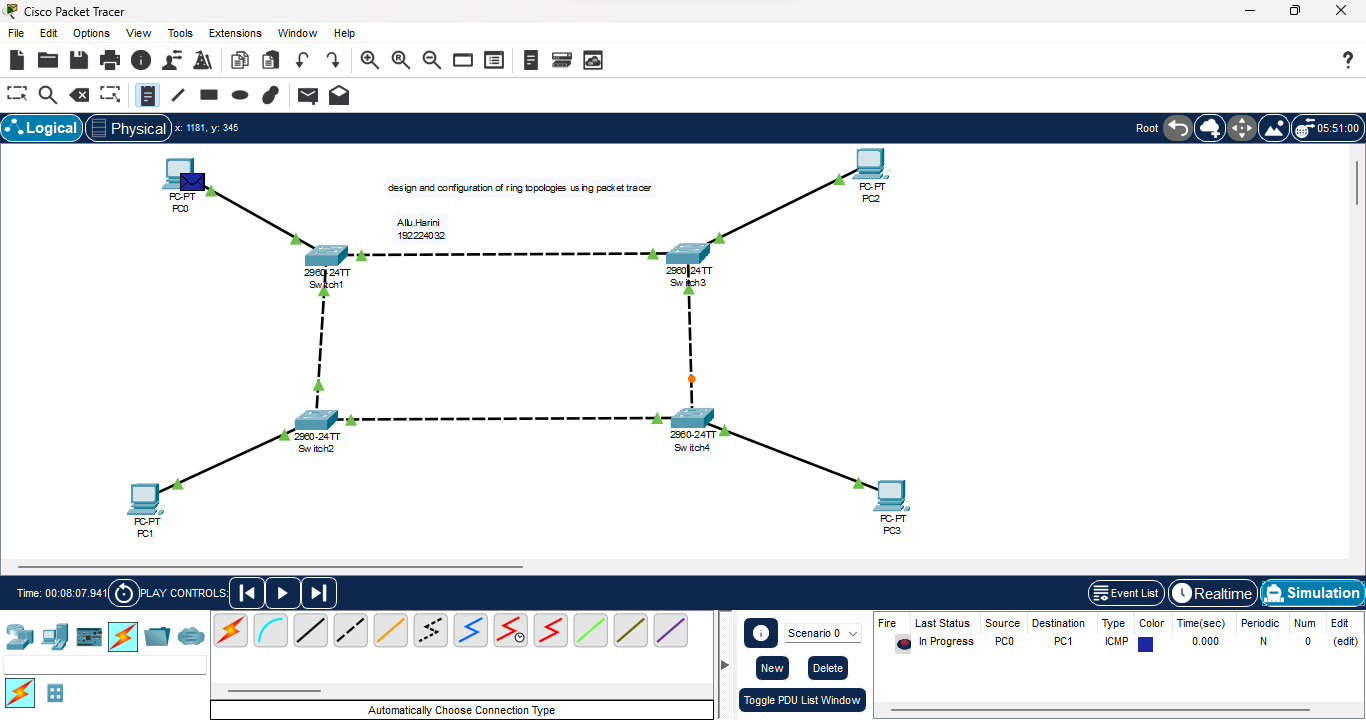 Cisco Packet Tracer
File Edit Options View Tools Extensions Window Help
Logical Physical x: 1181, y: 345 Root 05:51:00
design and configuration of ring topologies using packet tracer
Allu.Harini
192224032
PC-PT
PC0
PC-PT
PC2
2960-24TT
Switch1
2960-24TT
Switch3
2960-24TT
Switch2
2960-24TT
Switch4
PC-PT
PC1
PC-PT
PC3
Time: 00:08:07.941 PLAY CONTROLS: Event List Realtime Simulation
Scenario 0
New Delete
Toggle PDU List Window
Fire Last Status Source Destination Type Color Time(sec) Periodic Num Edit
In Progress PC0 PC1 ICMP 0.000 N 0 (edit)
Automatically Choose Connection Type